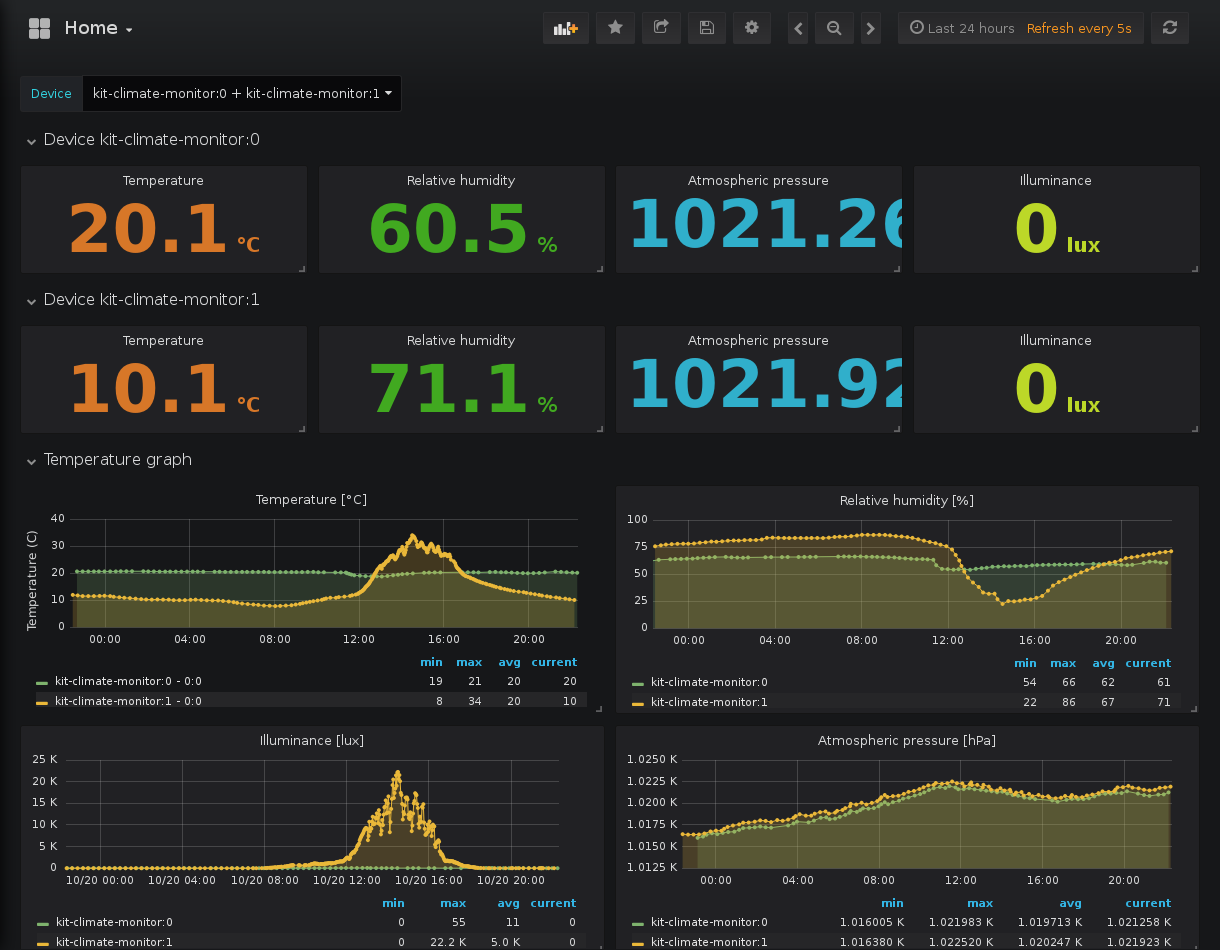 Home
Last 24 hours Refresh every 5s
Device kit-climate-monitor:0 + kit-climate-monitor:1
Device kit-climate-monitor:0
Temperature Relative humidity Atmospheric pressure Illuminance
20.1 °C 60.5 % 1021.26 0 lux
Device kit-climate-monitor:1
Temperature Relative humidity Atmospheric pressure Illuminance
10.1 °C 71.1 % 1021.92 0 lux
Temperature graph
Temperature [°C]
Temperature (C)
40
30
20
10
0
00:00 04:00 08:00 12:00 16:00 20:00
min max avg current
kit-climate-monitor:0 - 0:0 19 21 20 20
kit-climate-monitor:1 - 0:0 8 34 20 10
Relative humidity [%]
100
75
50
25
0
00:00 04:00 08:00 12:00 16:00 20:00
min max avg current
kit-climate-monitor:0 54 66 62 61
kit-climate-monitor:1 22 86 67 71
Illuminance [lux]
25 K
20 K
15 K
10 K
5 K
0
10/20 00:00 10/20 04:00 10/20 08:00 10/20 12:00 10/20 16:00 10/20 20:00
min max avg current
kit-climate-monitor:0 0 55 11 0
kit-climate-monitor:1 0 22.2 K 5.0 K 0
Atmospheric pressure [hPa]
1.0250 K
1.0225 K
1.0200 K
1.0175 K
1.0150 K
1.0125 K
00:00 04:00 08:00 12:00 16:00 20:00
min max avg current
kit-climate-monitor:0 1.016005 K 1.021983 K 1.019713 K 1.021258 K
kit-climate-monitor:1 1.016380 K 1.022520 K 1.020247 K 1.021923 K